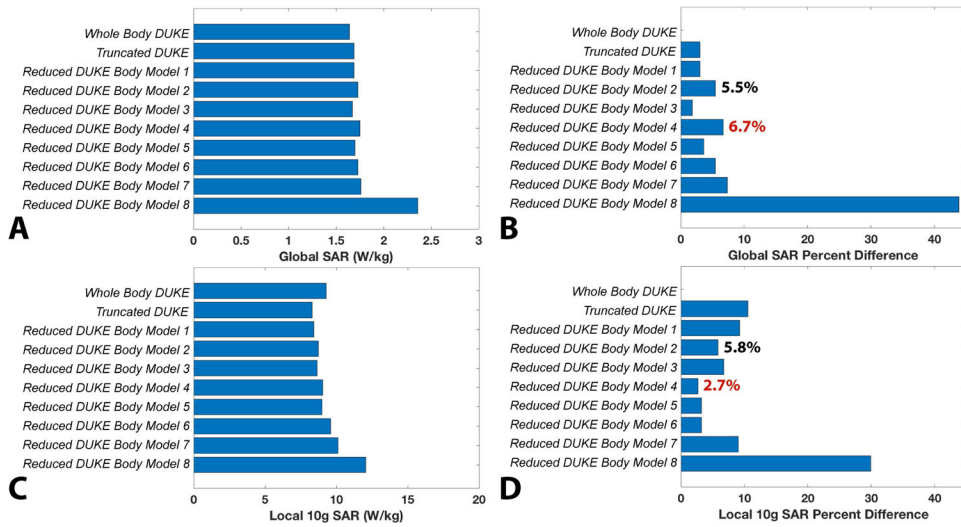 Whole Body DUKE
Truncated DUKE
Reduced DUKE Body Model 1
Reduced DUKE Body Model 2
Reduced DUKE Body Model 3
Reduced DUKE Body Model 4
Reduced DUKE Body Model 5
Reduced DUKE Body Model 6
Reduced DUKE Body Model 7
Reduced DUKE Body Model 8
A
0 0.5 1 1.5 2 2.5 3
Global SAR (W/kg)
Whole Body DUKE
Truncated DUKE
Reduced DUKE Body Model 1
Reduced DUKE Body Model 2 5.5%
Reduced DUKE Body Model 3
Reduced DUKE Body Model 4 6.7%
Reduced DUKE Body Model 5
Reduced DUKE Body Model 6
Reduced DUKE Body Model 7
Reduced DUKE Body Model 8
B
0 10 20 30 40
Global SAR Percent Difference
Whole Body DUKE
Truncated DUKE
Reduced DUKE Body Model 1
Reduced DUKE Body Model 2
Reduced DUKE Body Model 3
Reduced DUKE Body Model 4
Reduced DUKE Body Model 5
Reduced DUKE Body Model 6
Reduced DUKE Body Model 7
Reduced DUKE Body Model 8
C
0 5 10 15 20
Local 10g SAR (W/kg)
Whole Body DUKE
Truncated DUKE
Reduced DUKE Body Model 1
Reduced DUKE Body Model 2 5.8%
Reduced DUKE Body Model 3
Reduced DUKE Body Model 4 2.7%
Reduced DUKE Body Model 5
Reduced DUKE Body Model 6
Reduced DUKE Body Model 7
Reduced DUKE Body Model 8
D
0 10 20 30 40
Local 10g SAR Percent Difference